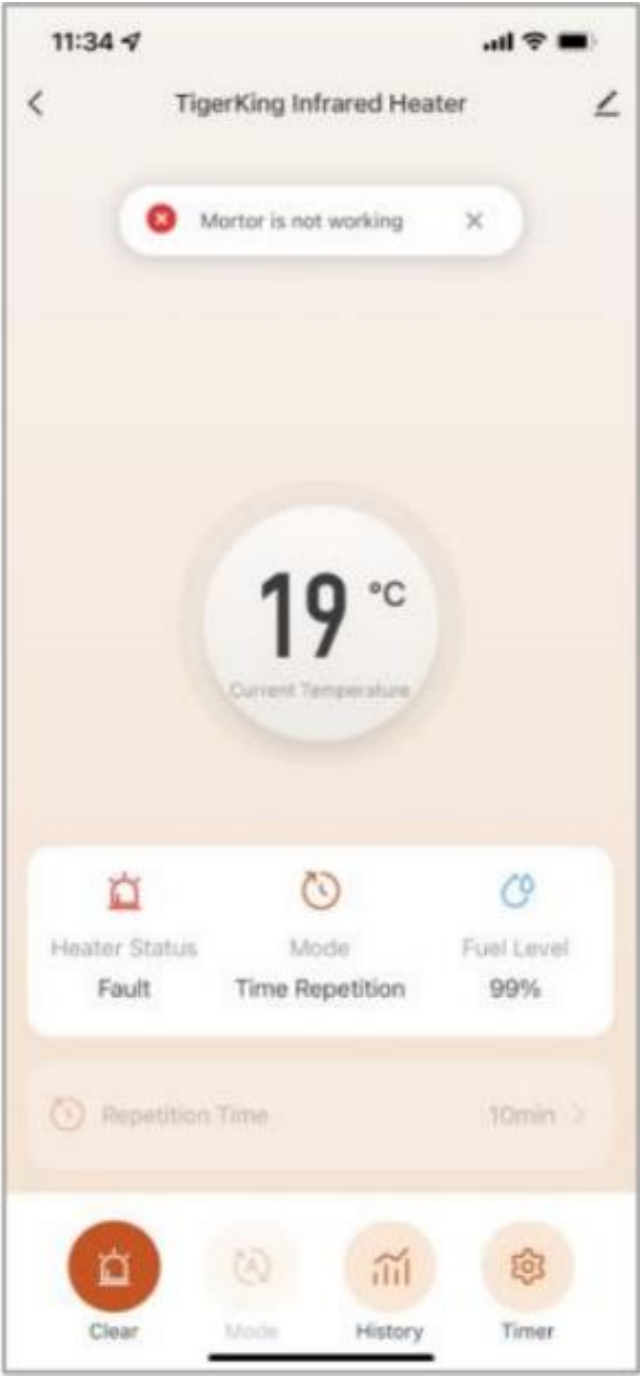 11:34
TigerKing Infrared Heater
Mortor is not working
19 °C
Current Temperature
Heater Status Mode Fuel Level
Fault Time Repetition 99%
Repetition Time 10min
Clear Mode History Timer